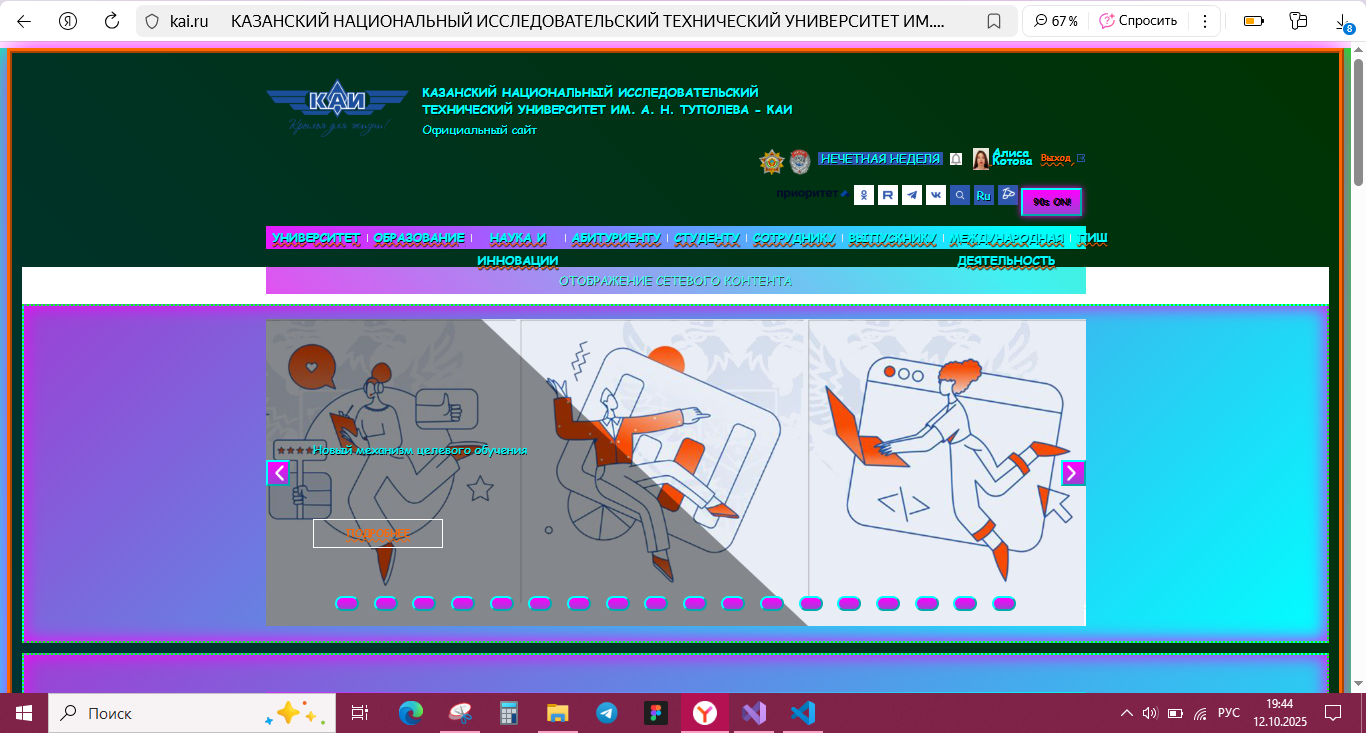 kai.ru КАЗАНСКИЙ НАЦИОНАЛЬНЫЙ ИССЛЕДОВАТЕЛЬСКИЙ ТЕХНИЧЕСКИЙ УНИВЕРСИТЕТ ИМ.... 67 % Спросить
8
КАИ
Крылья для жизни!
КАЗАНСКИЙ НАЦИОНАЛЬНЫЙ ИССЛЕДОВАТЕЛЬСКИЙ
ТЕХНИЧЕСКИЙ УНИВЕРСИТЕТ ИМ. А. Н. ТУПОЛЕВА - КАИ
Официальный сайт
НЕЧЕТНАЯ НЕДЕЛЯ
Алиса
Котова
Выход
приоритет
Ru
90s ON!
УНИВЕРСИТЕТ ОБРАЗОВАНИЕ НАУКА И АБИТУРИЕНТУ СТУДЕНТУ СОТРУДНИКУ ВЫПУСКНИКУ МЕЖДУНАРОДНАЯ ПИШ
ИННОВАЦИИ ДЕЯТЕЛЬНОСТЬ
ОТОБРАЖЕНИЕ СЕТЕВОГО КОНТЕНТА
Новый механизм целевого обучения
</>
Поиск
РУС
19:44
12.10.2025